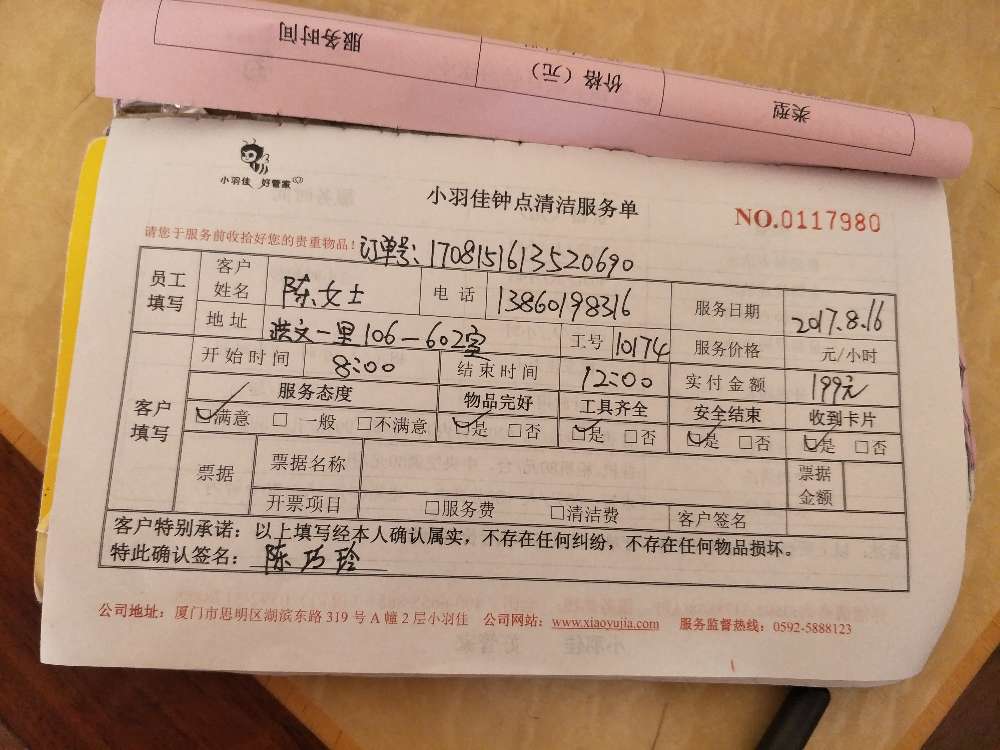 服务时间
价格（元）
类型
小羽佳 好管家
小羽佳钟点清洁服务单
NO.0117980
请您于服务前收拾好您的贵重物品！ 订单号：1708151613520690
员工填写 客户姓名 陈女士 电话 13860198316 服务日期 2017.8.16
地址 洪文一里106-602室 工号 10174 服务价格 元/小时
客户填写 开始时间 8:00 结束时间 12:00 实付金额 199元
服务态度 物品完好 工具齐全 安全结束 收到卡片
☑满意 □一般 □不满意 ☑是 □否 ☑是 □否 ☑是 □否 ☑是 □否
票据 票据名称 票据金额
开票项目 □服务费 □清洁费 客户签名
客户特别承诺：以上填写经本人确认属实，不存在任何纠纷，不存在任何物品损坏。
特此确认签名：陈巧玲
公司地址：厦门市思明区湖滨东路319号A幢2层小羽佳 公司网站：www.xiaoyujia.com 服务监督热线：0592-5888123